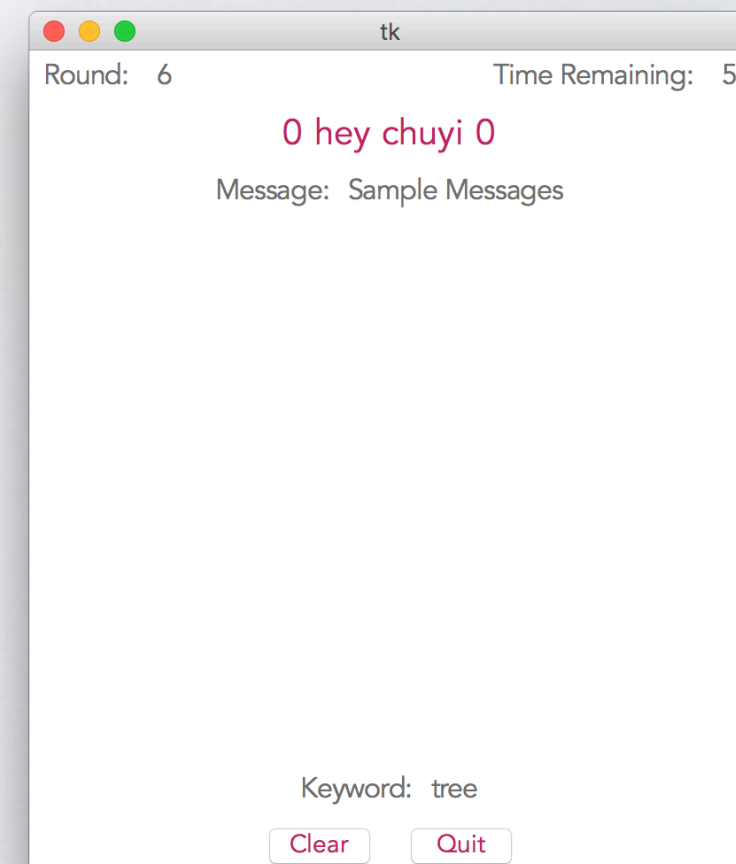 tk
Round: 6 Time Remaining: 5
0 hey chuyi 0
Message: Sample Messages
Keyword: tree
Clear Quit